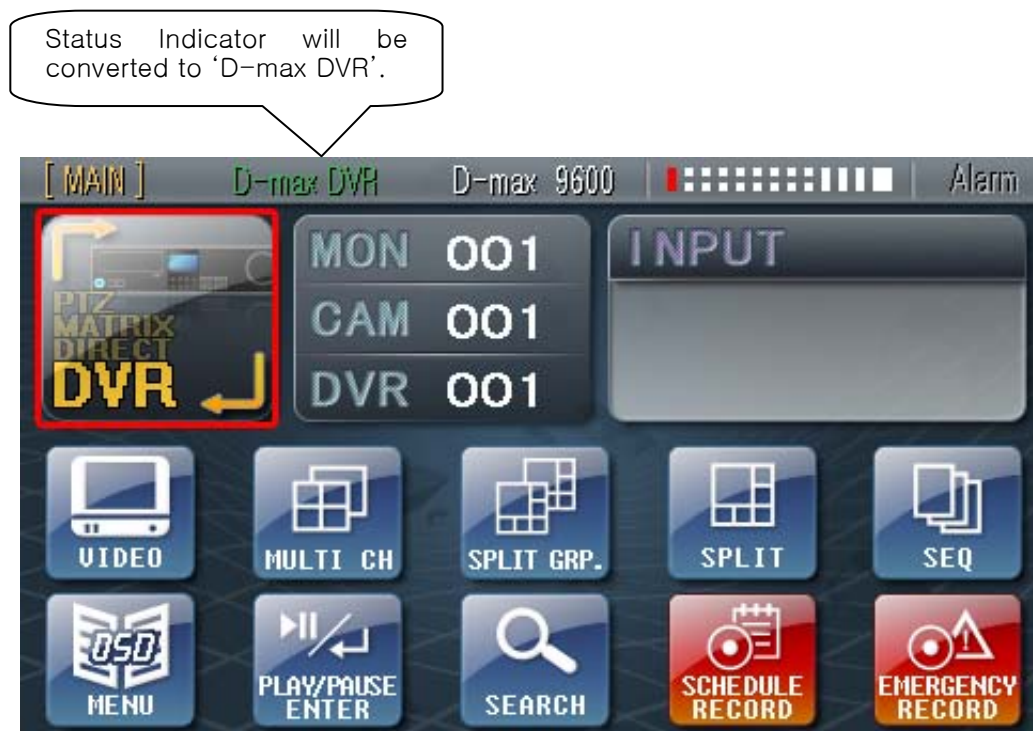 Status Indicator will be
converted to ‘D-max DVR’.
[ MAIN ] D-max DVR D-max 9600 Alarm
PTZ
MATRIX
DIRECT
DVR
MON 001
CAM 001
DVR 001
INPUT
VIDEO MULTI CH SPLIT GRP. SPLIT SEQ
OSD
MENU
PLAY/PAUSE
ENTER
SEARCH
SCHEDULE
RECORD
EMERGENCY
RECORD